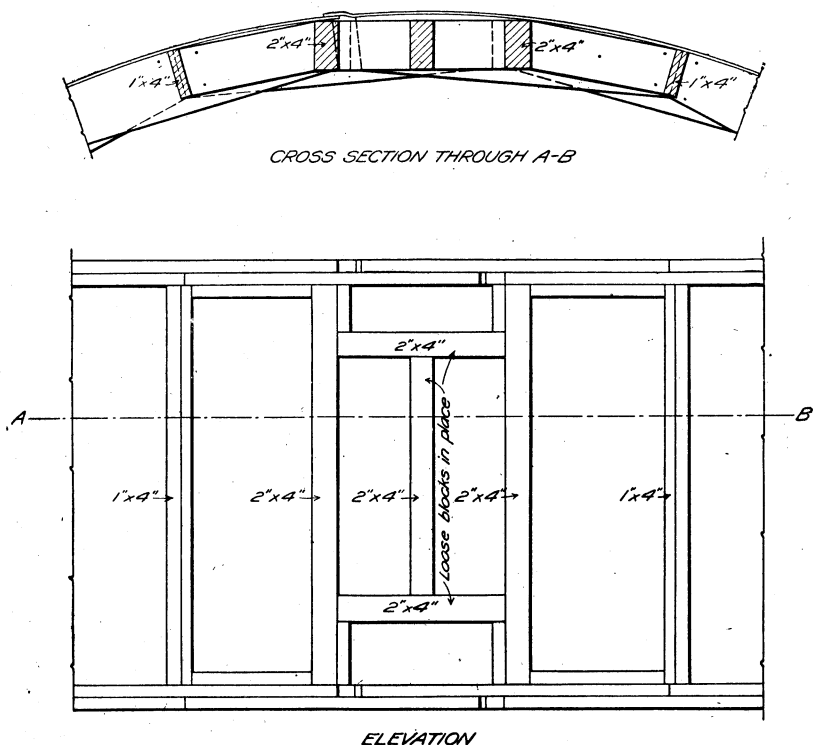 2"x4"
2"x4"
1"x4"
1"x4"
CROSS SECTION THROUGH A-B
2"x4"
A
B
Loose blocks in place
1"x4"
2"x4"
2"x4"
2"x4"
1"x4"
2"x4"
ELEVATION